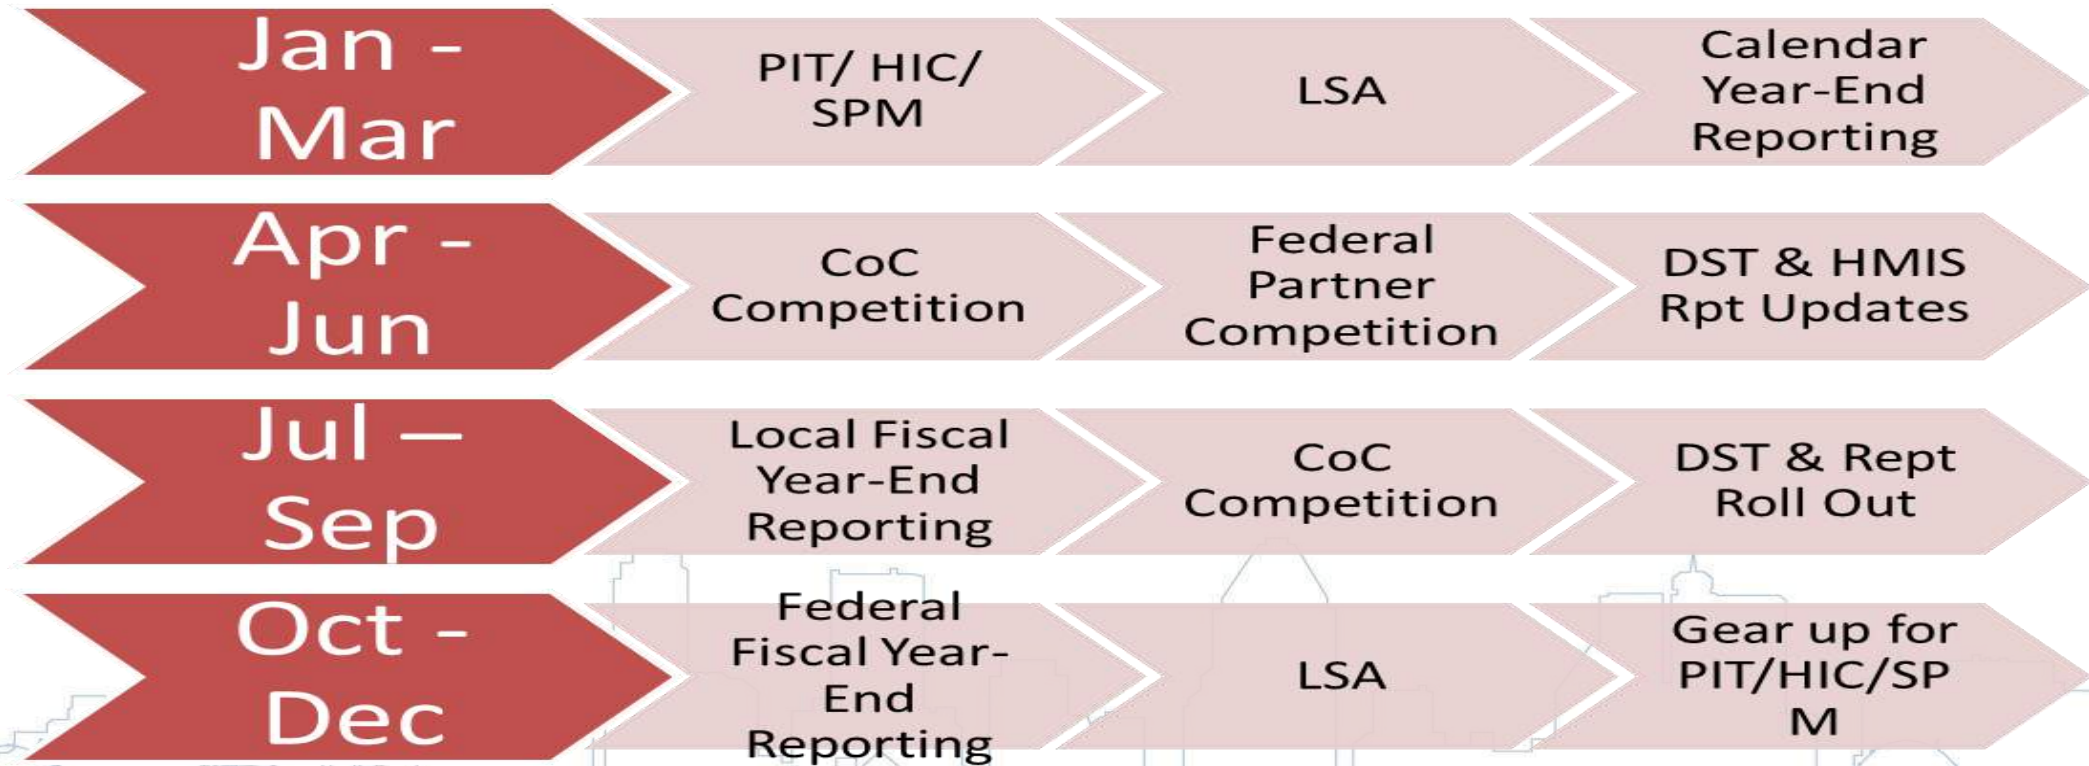 Jan -
Mar
PIT/ HIC/
SPM
LSA
Calendar
Year-End
Reporting
Apr -
Jun
CoC
Competition
Federal
Partner
Competition
DST & HMIS
Rpt Updates
Jul –
Sep
Local Fiscal
Year-End
Reporting
CoC
Competition
DST & Rept
Roll Out
Oct -
Dec
Federal
Fiscal Year-
End
Reporting
LSA
Gear up for
PIT/HIC/SP
M